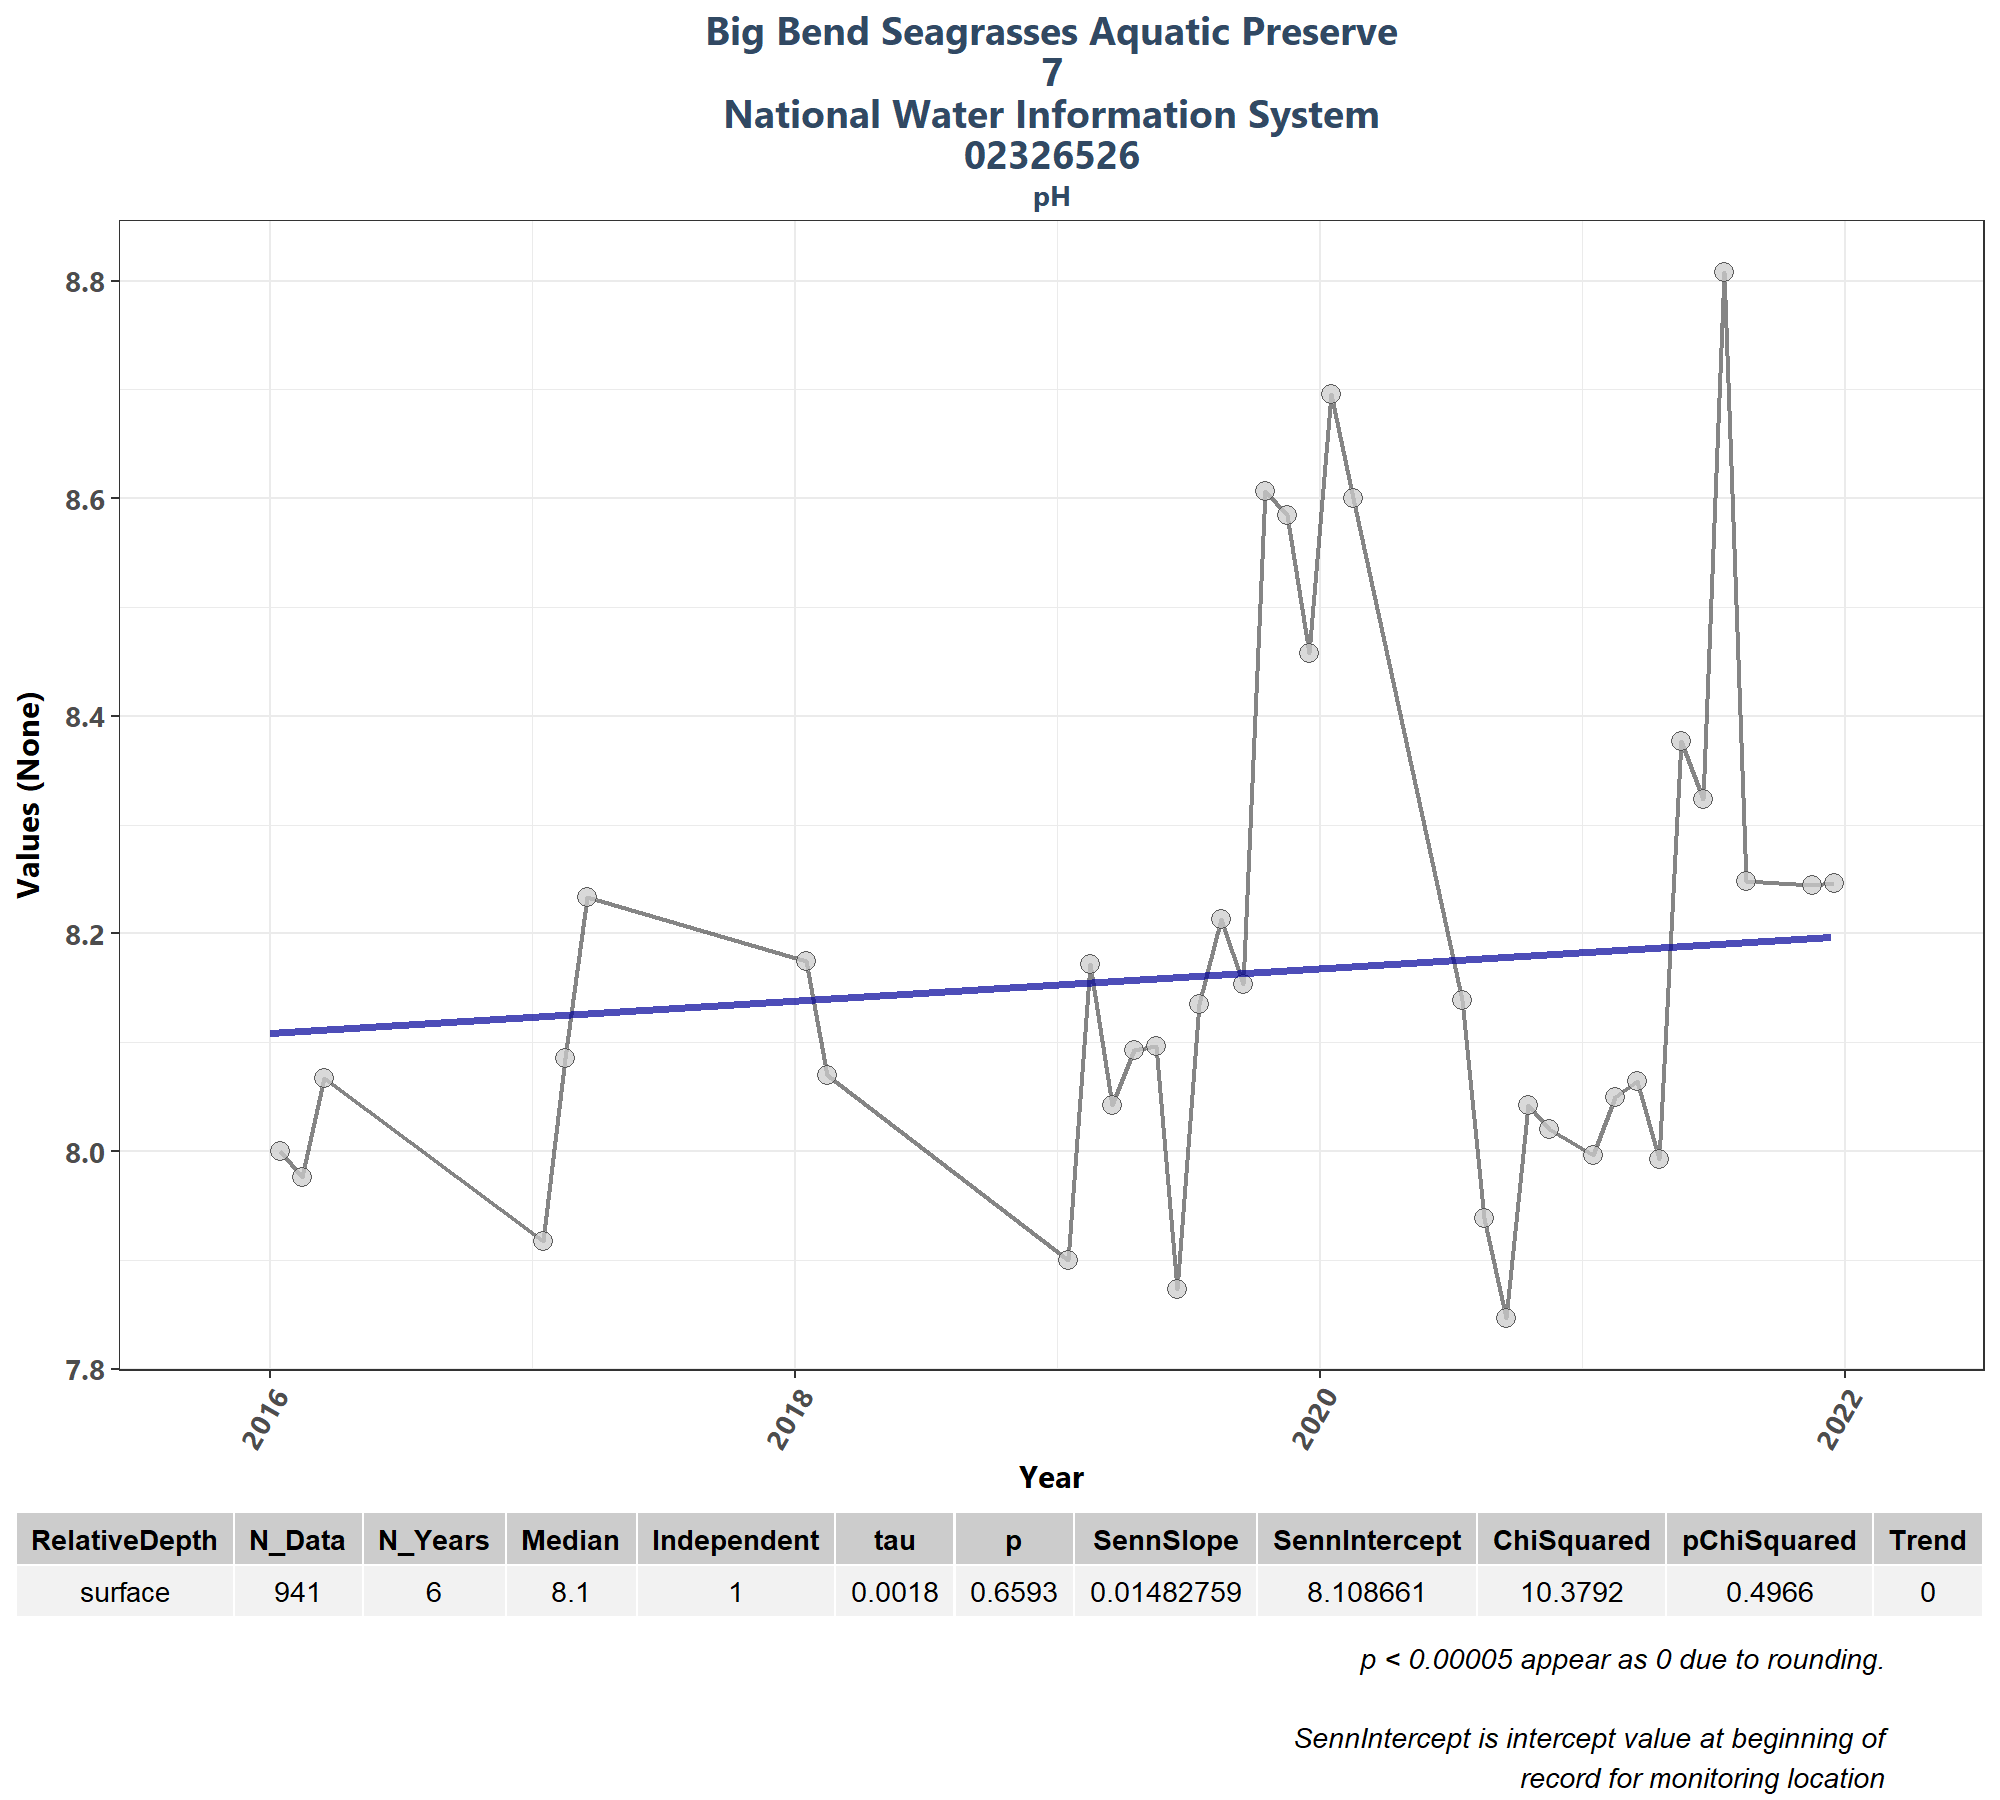 Big Bend Seagrasses Aquatic Preserve
7
National Water Information System
02326526
pH
8.8
8.6
8.4
8.2
8.0
7.8
Values (None)
2016 2018 2020 2022
Year
RelativeDepth N_Data N_Years Median Independent tau p SennSlope SennIntercept ChiSquared pChiSquared Trend
surface 941 6 8.1 1 0.0018 0.6593 0.01482759 8.108661 10.3792 0.4966 0
p < 0.00005 appear as 0 due to rounding.
SennIntercept is intercept value at beginning of
record for monitoring location